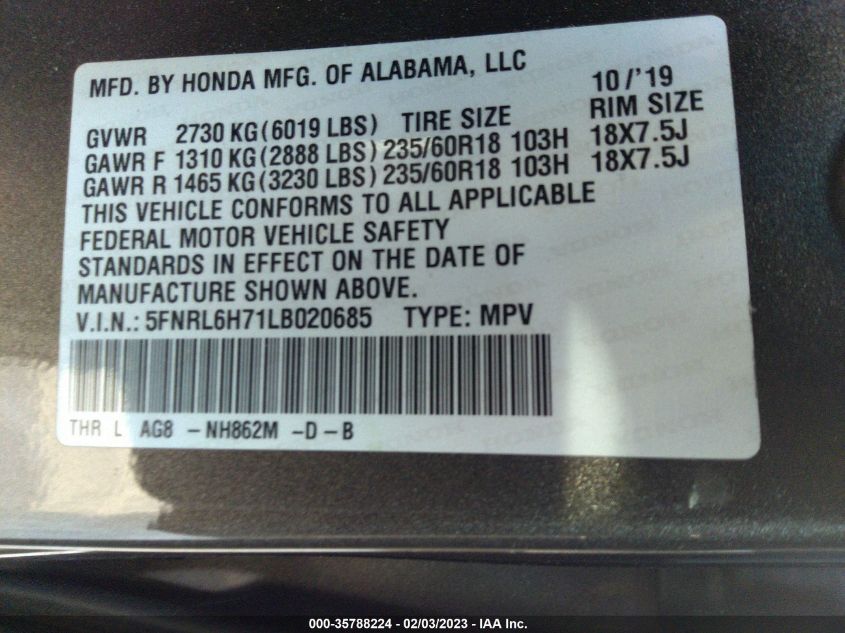 MFD. BY HONDA MFG. OF ALABAMA, LLC 10/'19
GVWR 2730 KG (6019 LBS) TIRE SIZE RIM SIZE
GAWR F 1310 KG (2888 LBS) 235/60R18 103H 18X7.5J
GAWR R 1465 KG (3230 LBS) 235/60R18 103H 18X7.5J
THIS VEHICLE CONFORMS TO ALL APPLICABLE
FEDERAL MOTOR VEHICLE SAFETY
STANDARDS IN EFFECT ON THE DATE OF
MANUFACTURE SHOWN ABOVE.
V.I.N.: 5FNRL6H71LB020685 TYPE: MPV
THR L AG8 -NH862M -D-B
000-35788224 - 02/03/2023 - IAA Inc.